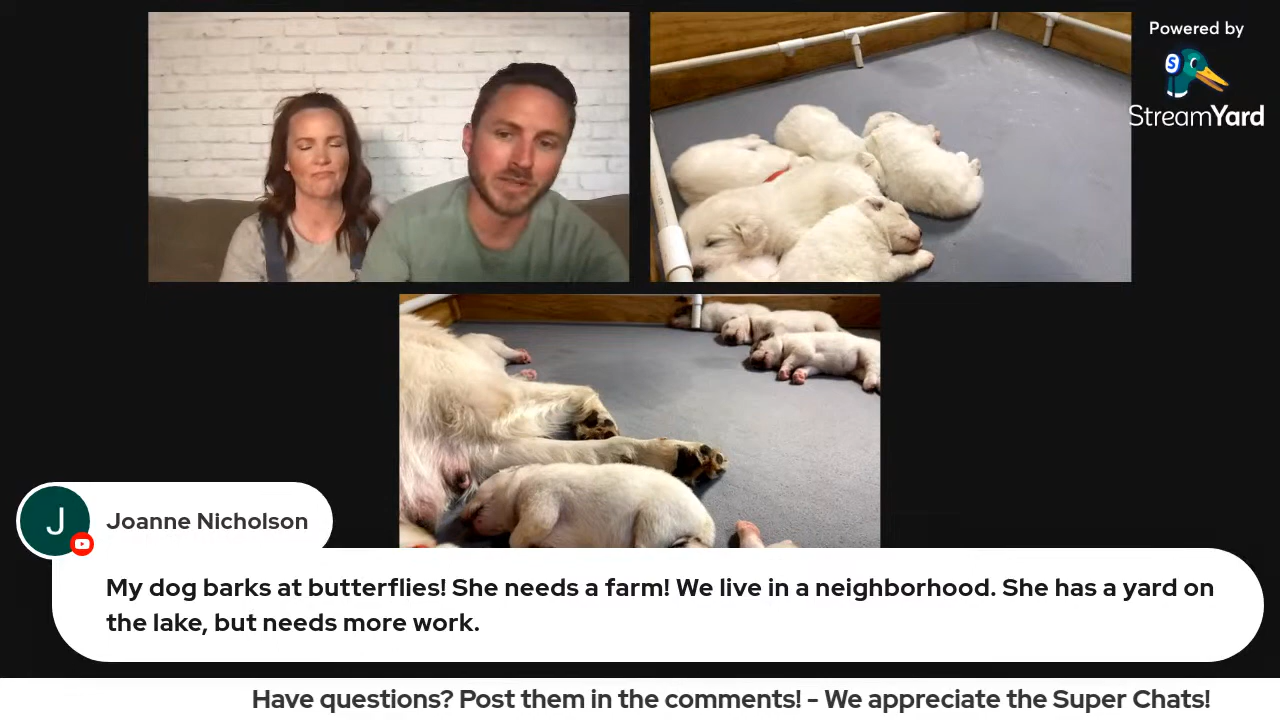 Powered by
S
StreamYard
J
Joanne Nicholson
My dog barks at butterflies! She needs a farm! We live in a neighborhood. She has a yard on
the lake, but needs more work.
Have questions? Post them in the comments! - We appreciate the Super Chats!